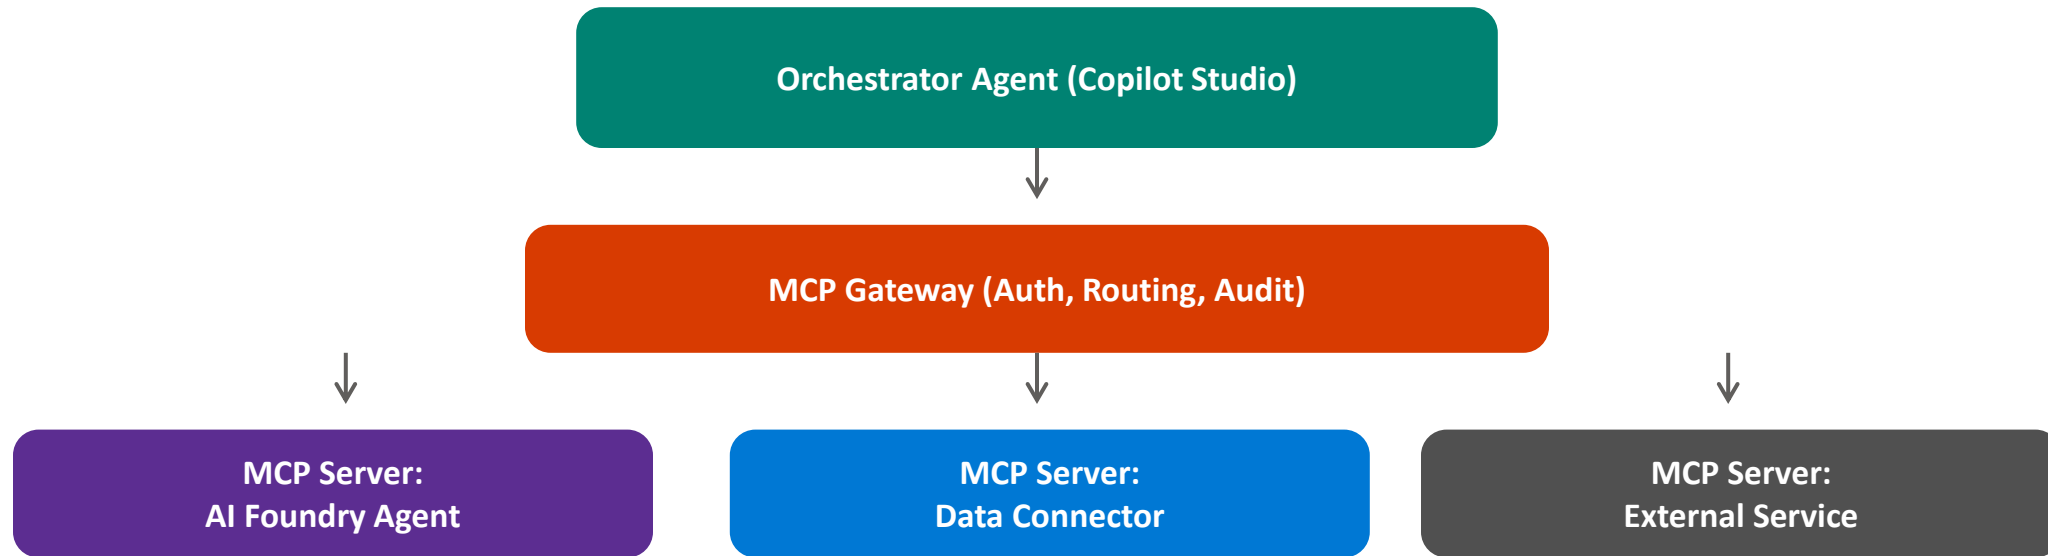 Orchestrator Agent (Copilot Studio)
MCP Gateway (Auth, Routing, Audit)
MCP Server:
AI Foundry Agent
MCP Server:
Data Connector
MCP Server:
External Service